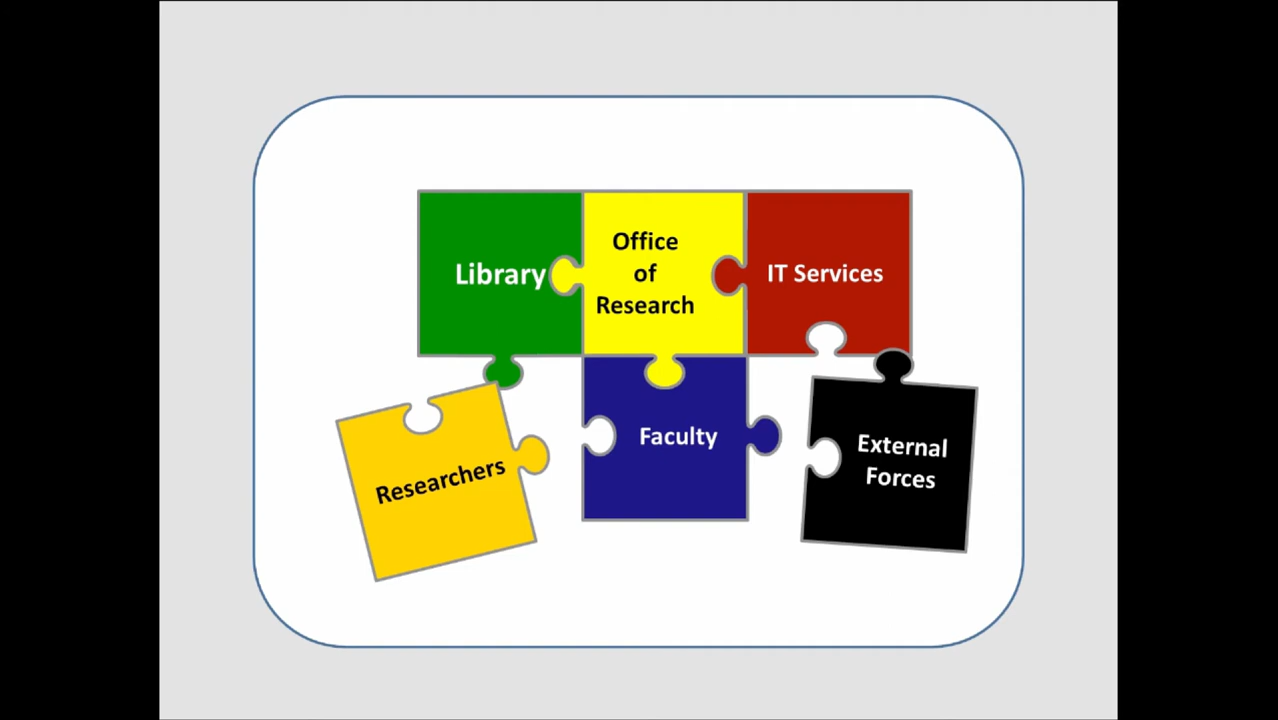 Library
Office
of
Research
IT Services
Researchers
Faculty
External
Forces